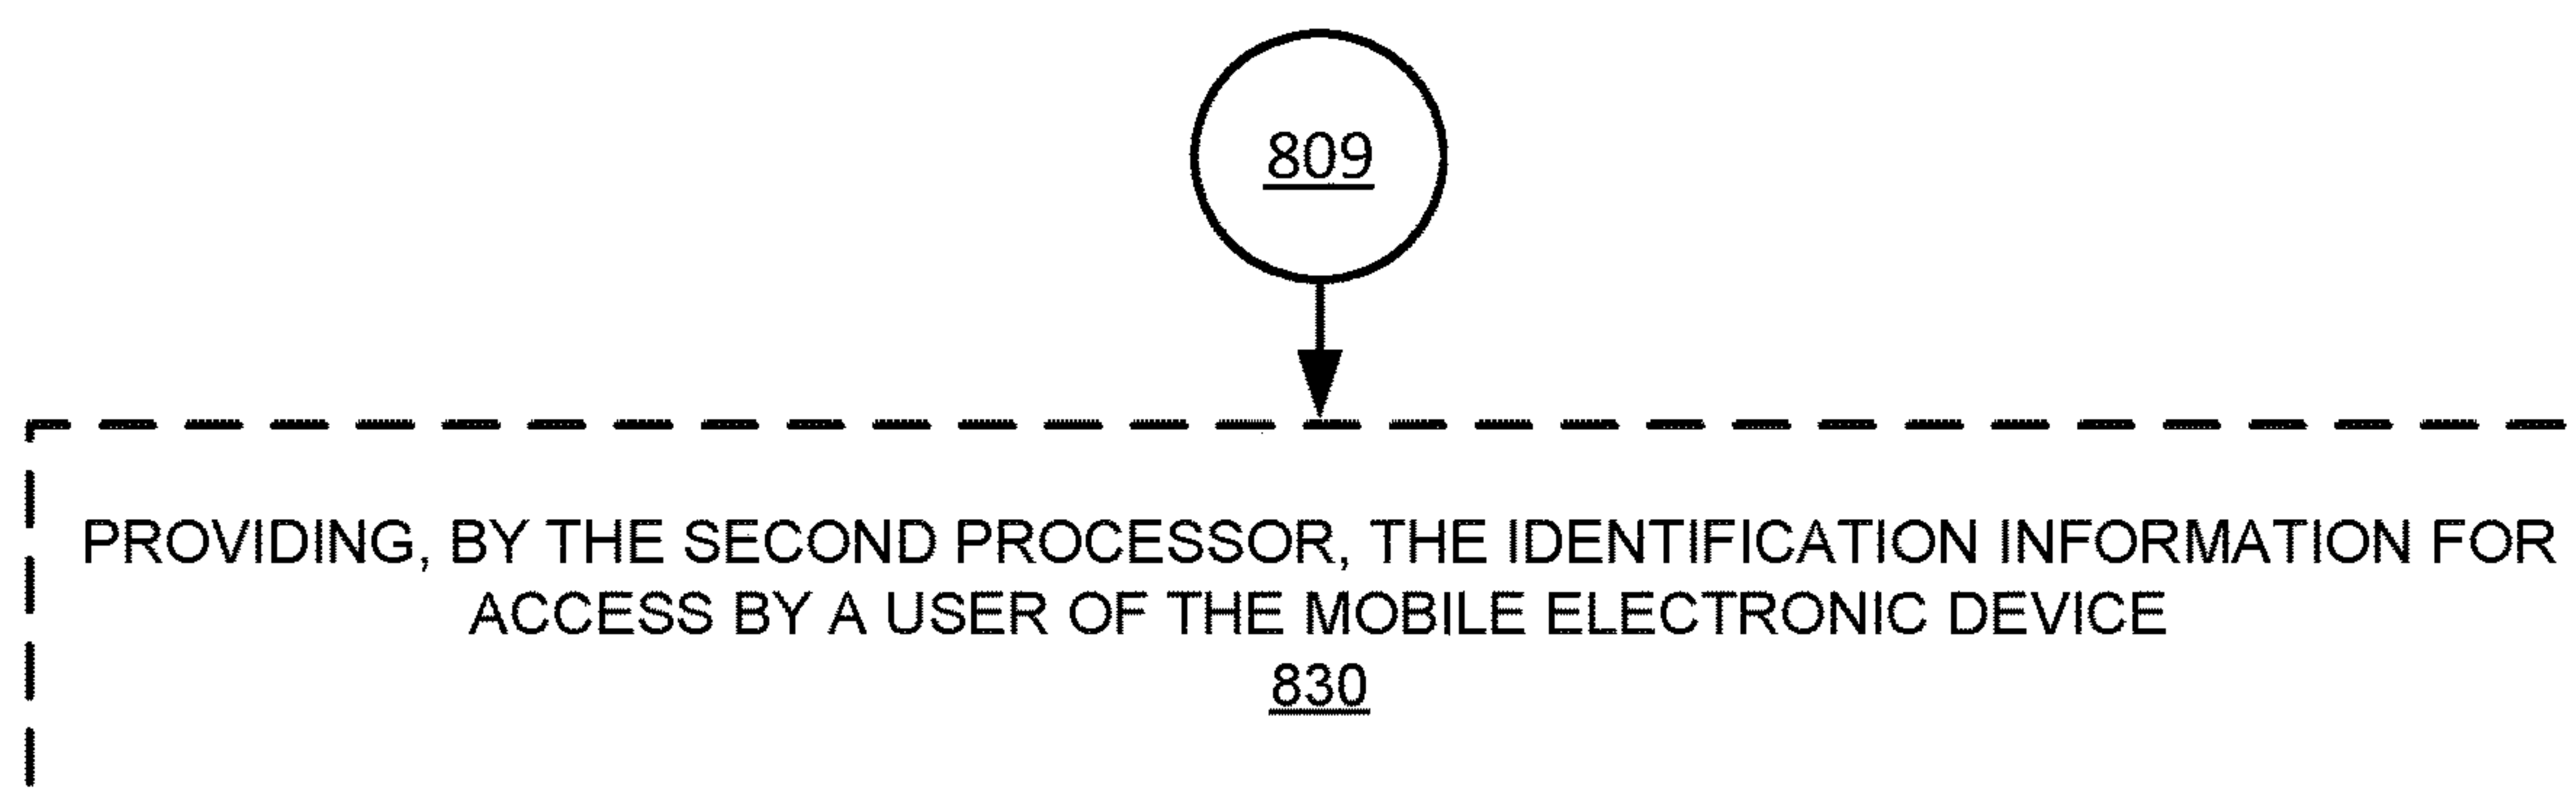 809
PROVIDING, BY THE SECOND PROCESSOR, THE IDENTIFICATION INFORMATION FOR
ACCESS BY A USER OF THE MOBILE ELECTRONIC DEVICE
830